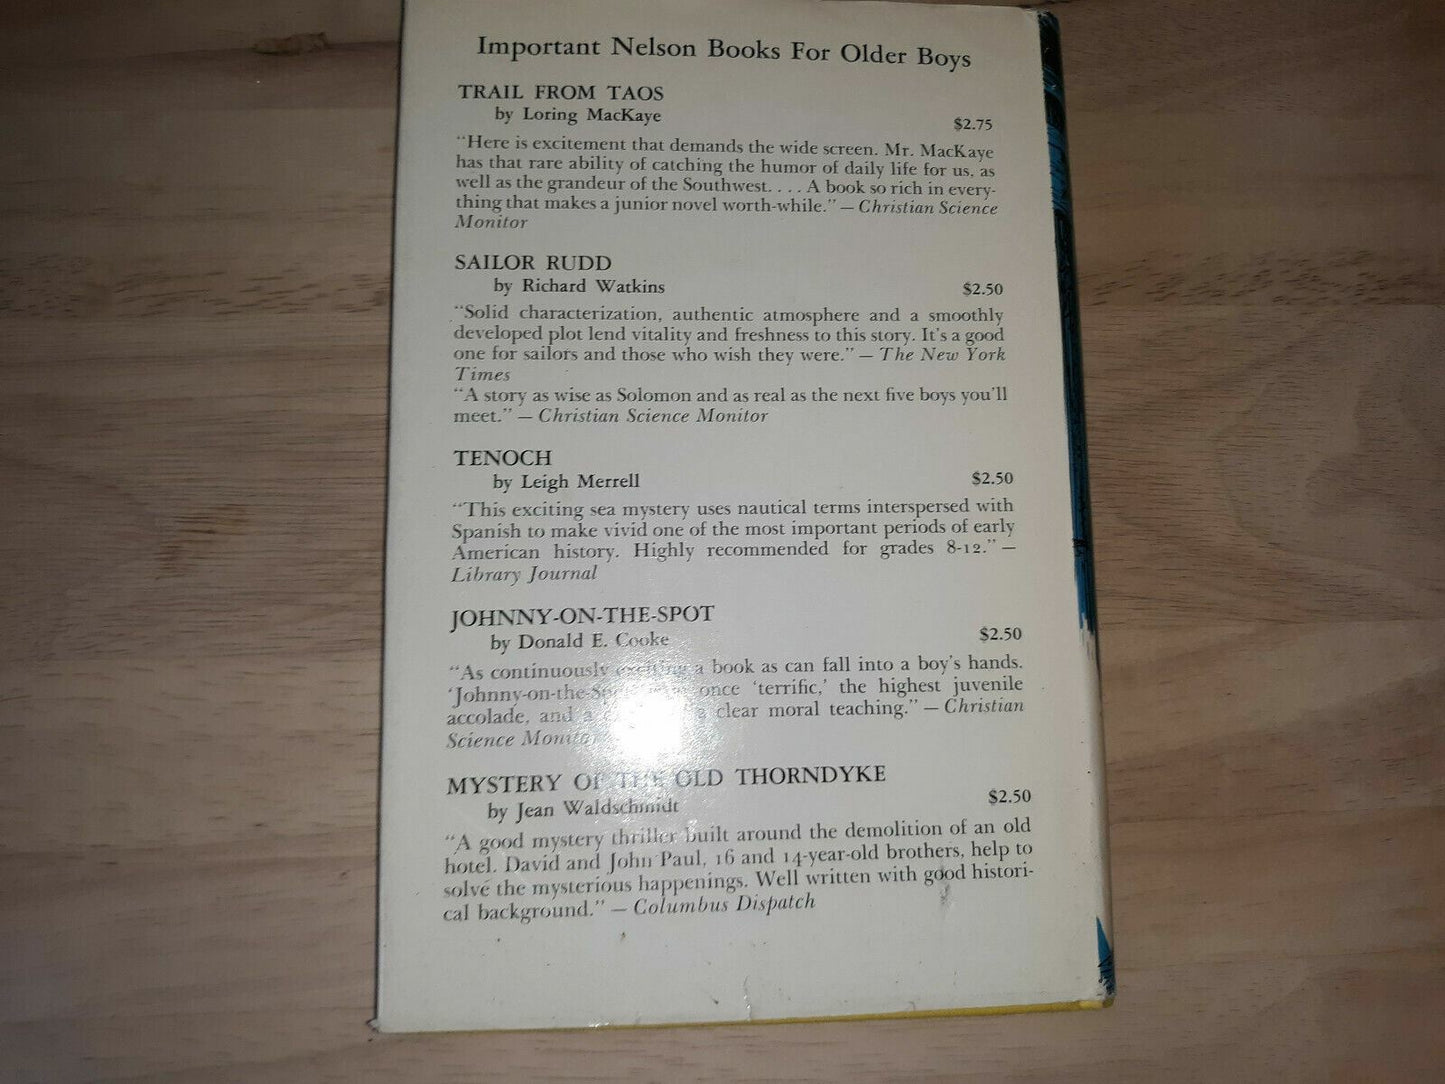 Important Nelson Books For Older Boys
TRAIL FROM TAOS
by Loring MacKaye
$2.75
"Here is excitement that demands the wide screen. Mr. MacKaye
has that rare ability of catching the humor of daily life for us, as
well as the grandeur of the Southwest. . . . A book so rich in every-
thing that makes a junior novel worth-while." — Christian Science
Monitor
SAILOR RUDD
by Richard Watkins
$2.50
"Solid characterization, authentic atmosphere and a smoothly
developed plot lend vitality and freshness to this story. It's a good
one for sailors and those who wish they were." — The New York
Times
"A story as wise as Solomon and as real as the next five boys you'll
meet." — Christian Science Monitor
TENOCH
by Leigh Merrell
$2.50
"This exciting sea mystery uses nautical terms interspersed with
Spanish to make vivid one of the most important periods of early
American history. Highly recommended for grades 8-12." —
Library Journal
JOHNNY-ON-THE-SPOT
by Donald E. Cooke
$2.50
"As continuously exciting a book as can fall into a boy's hands.
'Johnny-on-the-Spot' once 'terrific,' the highest juvenile
accolade, and a clear moral teaching." — Christian
Science Monitor
MYSTERY OF THE OLD THORNDYKE
by Jean Waldschmidt
$2.50
"A good mystery thriller built around the demolition of an old
hotel. David and John Paul, 16 and 14-year-old brothers, help to
solve the mysterious happenings. Well written with good histori-
cal background." — Columbus Dispatch